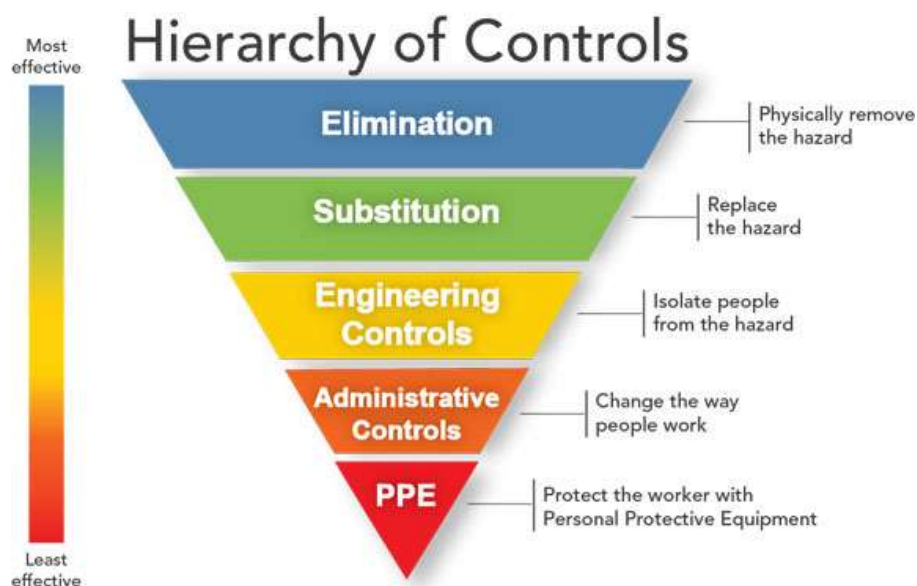 Hierarchy of Controls
Most
effective
Elimination
Physically remove
the hazard
Substitution
Replace
the hazard
Engineering
Controls
Isolate people
from the hazard
Administrative
Controls
Change the way
people work
PPE
Protect the worker with
Personal Protective Equipment
Least
effective